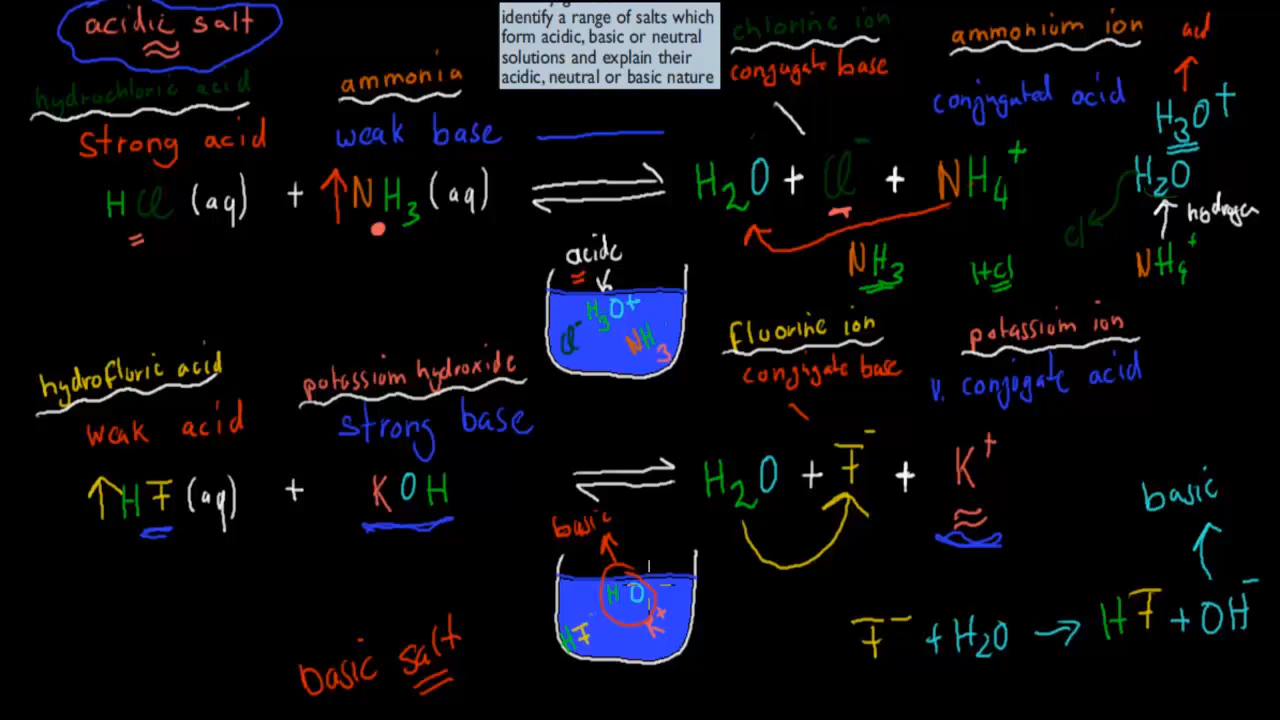 acidic salt
identify a range of salts which
form acidic, basic or neutral
solutions and explain their
acidic, neutral or basic nature
chlorine ion
conjugate base
ammonium ion
conjugated acid
acid
H3O+
H2O
hydrogen
Cl
NH4+
hydrochloric acid
strong acid
ammonia
weak base
HCl (aq) + NH3 (aq) ⇌ H2O + Cl- + NH4+
NH3
HCl
acidc
H3O+
Cl-
NH3
hydrofluric acid
weak acid
potassium hydroxide
strong base
fluorine ion
conjugate base
potassium ion
v. conjigate acid
HF (aq) + KOH ⇌ H2O + F- + K+
basic
HO-
HF
K+
basic salt
basic
F- + H2O → HF + OH-